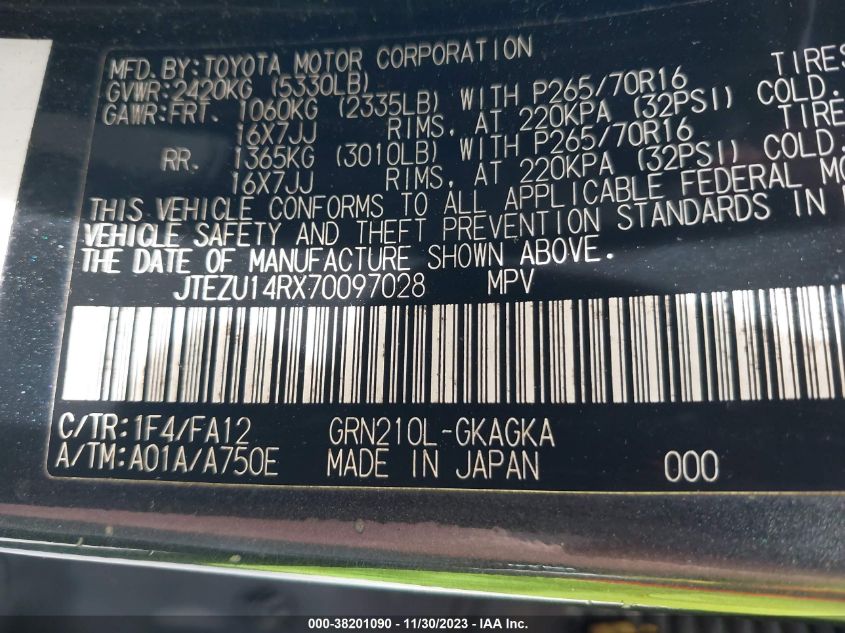 MFD.BY:TOYOTA MOTOR CORPORATION
GVWR:2420KG (5330LB)
GAWR:FRT. 1060KG (2335LB) WITH P265/70R16 TIRES
16X7JJ RIMS, AT 220KPA (32PSI) COLD.
RR. 1365KG (3010LB) WITH P265/70R16
16X7JJ RIMS, AT 220KPA (32PSI) COLD.
THIS VEHICLE CONFORMS TO ALL APPLICABLE FEDERAL MO
VEHICLE SAFETY AND THEFT PREVENTION STANDARDS IN
THE DATE OF MANUFACTURE SHOWN ABOVE.
JTEZU14RX70097028 MPV
C/TR:1F4/FA12 GRN210L-GKAGKA
A/TM:A01A/A750E MADE IN JAPAN 000
000-38201090 - 11/30/2023 - IAA Inc.